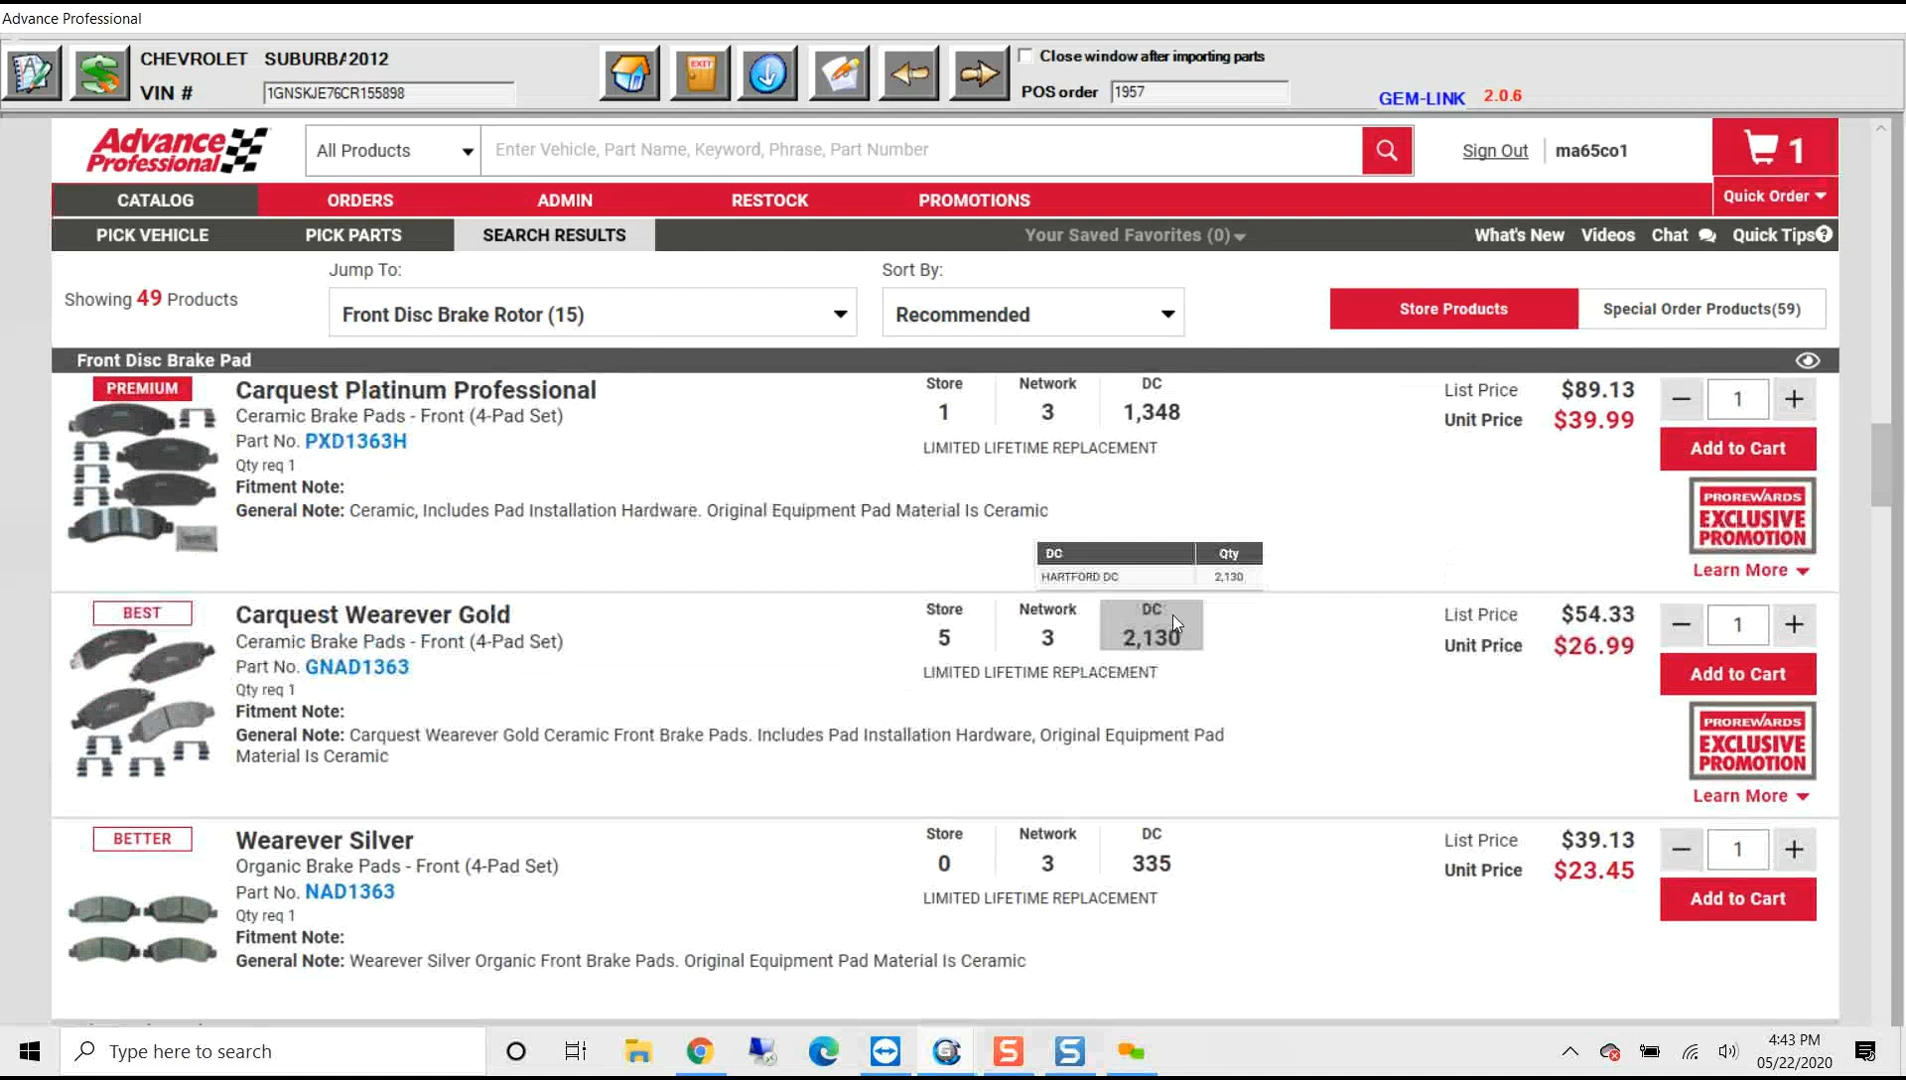 Advance Professional
CHEVROLET SUBURBA2012
VIN # 1GNSKJE76CR155898
EXIT
Close window after importing parts
POS order 1957
GEM-LINK 2.0.6
Advance Professional
All Products
Enter Vehicle, Part Name, Keyword, Phrase, Part Number
Sign Out ma65co1
1
CATALOG ORDERS ADMIN RESTOCK PROMOTIONS
Quick Order
PICK VEHICLE PICK PARTS SEARCH RESULTS Your Saved Favorites (0) What's New Videos Chat Quick Tips
Jump To: Sort By:
Showing 49 Products
Front Disc Brake Rotor (15) Recommended
Store Products Special Order Products(59)
Front Disc Brake Pad
PREMIUM
Carquest Platinum Professional
Ceramic Brake Pads - Front (4-Pad Set)
Part No. PXD1363H
Qty req 1
Fitment Note:
General Note: Ceramic, Includes Pad Installation Hardware. Original Equipment Pad Material Is Ceramic
Store Network DC
1 3 1,348
LIMITED LIFETIME REPLACEMENT
List Price $89.13
Unit Price $39.99
− 1 +
Add to Cart
PROREWARDS
EXCLUSIVE
PROMOTION
Learn More
DC Qty
HARTFORD DC 2,130
BEST
Carquest Wearever Gold
Ceramic Brake Pads - Front (4-Pad Set)
Part No. GNAD1363
Qty req 1
Fitment Note:
General Note: Carquest Wearever Gold Ceramic Front Brake Pads. Includes Pad Installation Hardware, Original Equipment Pad
Material Is Ceramic
Store Network DC
5 3 2,130
LIMITED LIFETIME REPLACEMENT
List Price $54.33
Unit Price $26.99
− 1 +
Add to Cart
PROREWARDS
EXCLUSIVE
PROMOTION
Learn More
BETTER
Wearever Silver
Organic Brake Pads - Front (4-Pad Set)
Part No. NAD1363
Qty req 1
Fitment Note:
General Note: Wearever Silver Organic Front Brake Pads. Original Equipment Pad Material Is Ceramic
Store Network DC
0 3 335
LIMITED LIFETIME REPLACEMENT
List Price $39.13
Unit Price $23.45
− 1 +
Add to Cart
Type here to search
S S
4:43 PM
05/22/2020